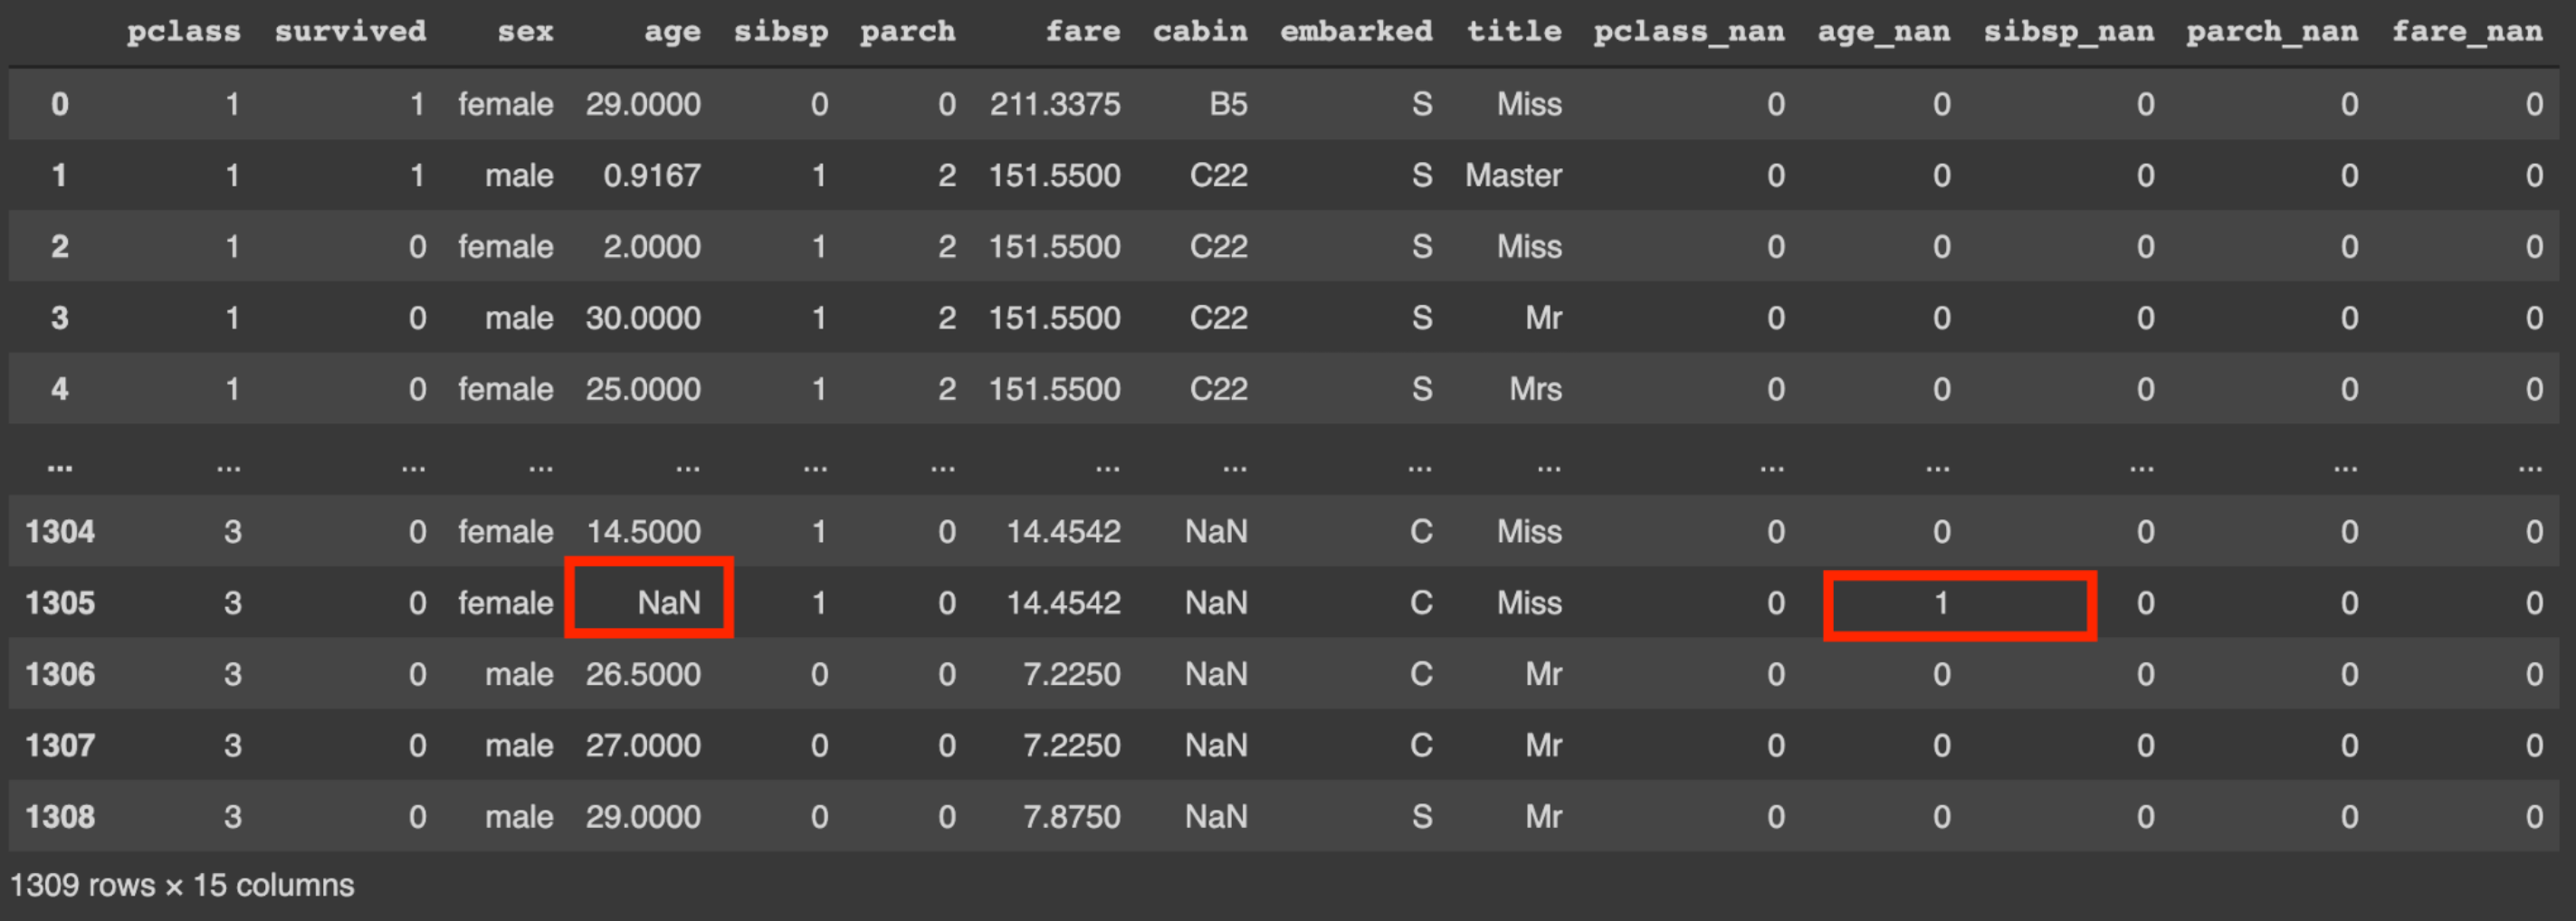 pclass survived sex age sibsp parch fare cabin embarked title pclass_nan age_nan sibsp_nan parch_nan fare_nan
0 1 1 female 29.0000 0 0 211.3375 B5 S Miss 0 0 0 0 0
1 1 1 male 0.9167 1 2 151.5500 C22 S Master 0 0 0 0 0
2 1 0 female 2.0000 1 2 151.5500 C22 S Miss 0 0 0 0 0
3 1 0 male 30.0000 1 2 151.5500 C22 S Mr 0 0 0 0 0
4 1 0 female 25.0000 1 2 151.5500 C22 S Mrs 0 0 0 0 0
... ... ... ... ... ... ... ... ... ... ... ... ... ... ... ...
1304 3 0 female 14.5000 1 0 14.4542 NaN C Miss 0 0 0 0 0
1305 3 0 female NaN 1 0 14.4542 NaN C Miss 0 1 0 0 0
1306 3 0 male 26.5000 0 0 7.2250 NaN C Mr 0 0 0 0 0
1307 3 0 male 27.0000 0 0 7.2250 NaN C Mr 0 0 0 0 0
1308 3 0 male 29.0000 0 0 7.8750 NaN S Mr 0 0 0 0 0
1309 rows × 15 columns